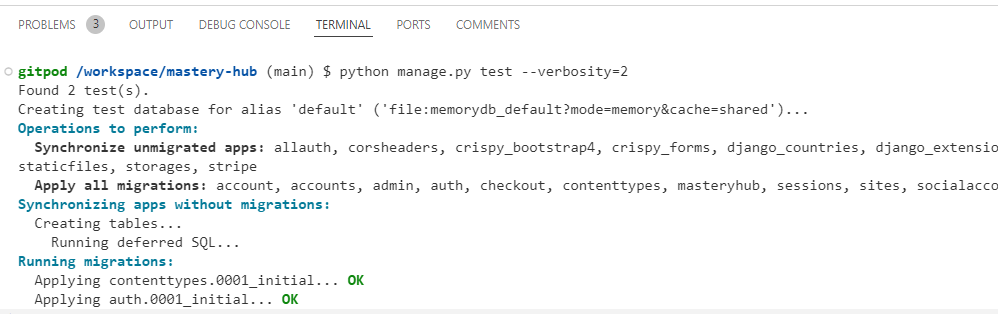 PROBLEMS 3 OUTPUT DEBUG CONSOLE TERMINAL PORTS COMMENTS
gitpod /workspace/mastery-hub (main) $ python manage.py test --verbosity=2
Found 2 test(s).
Creating test database for alias 'default' ('file:memorydb_default?mode=memory&cache=shared')...
Operations to perform:
  Synchronize unmigrated apps: allauth, corsheaders, crispy_bootstrap4, crispy_forms, django_countries, django_extensio
staticfiles, storages, stripe
  Apply all migrations: account, accounts, admin, auth, checkout, contenttypes, masteryhub, sessions, sites, socialacco
Synchronizing apps without migrations:
  Creating tables...
    Running deferred SQL...
Running migrations:
  Applying contenttypes.0001_initial... OK
  Applying auth.0001_initial... OK